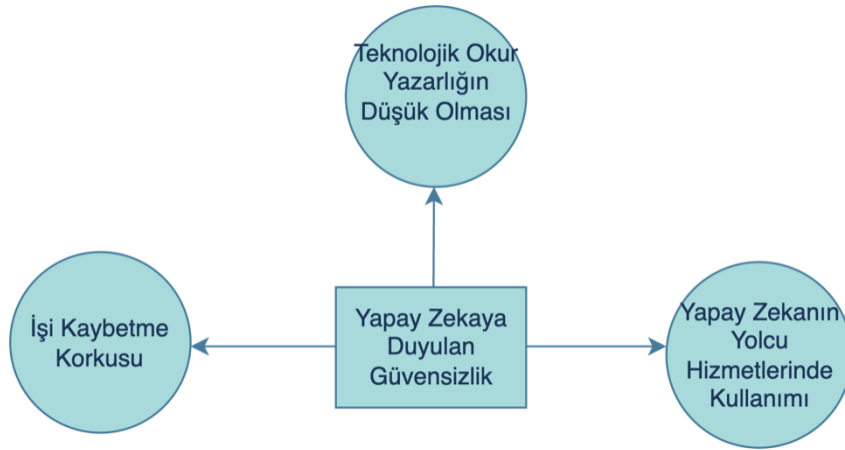 Teknolojik Okur
Yazarlığın
Düşük Olması
İşi Kaybetme
Korkusu
Yapay Zekaya
Duyulan
Güvensizlik
Yapay Zekanın
Yolcu
Hizmetlerinde
Kullanımı